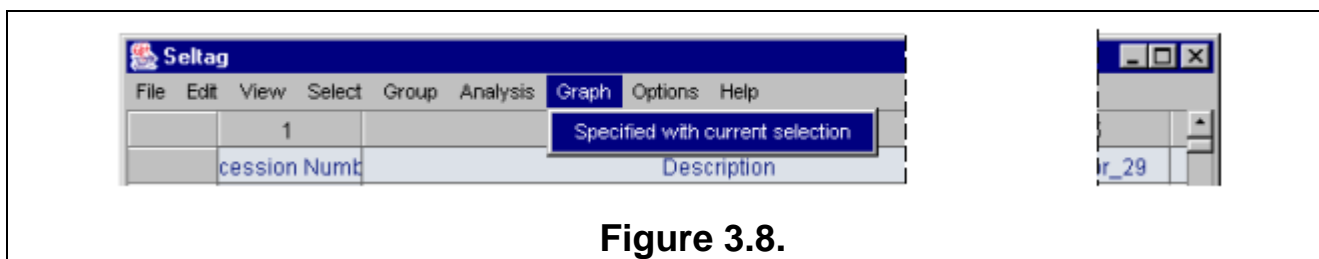 Seltag
File Edit View Select Group Analysis Graph Options Help
1
Specified with current selection
cession Numb
Description
r_29
Figure 3.8.